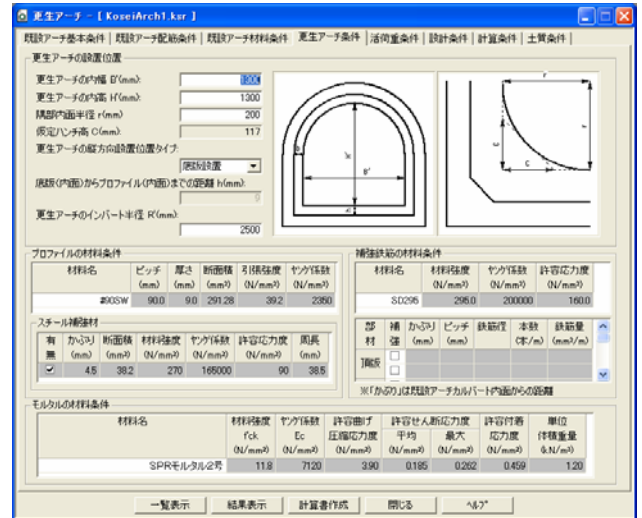 更生アーチ - [ KoseiArch1.ksr ]
既設アーチ基本条件 既設アーチ配筋条件 既設アーチ材料条件 更生アーチ条件 活荷重条件 設計条件 計算条件 土質条件
更生アーチの設置位置
更生アーチの内幅 B'(mm): 1300
更生アーチの内高 H'(mm): 1300
隅部内面半径 r(mm) 200
仮定ハンチ高 C(mm): 117
更生アーチの縦方向設置位置タイプ:
底版設置
底版(内面)からプロファイル(内面)までの距離 h(mm):
9
更生アーチのインバート半径 R'(mm):
2500
h'
B'
r
r
c
c
プロファイルの材料条件
材料名 ピッチ (mm) 厚さ (mm) 断面積 (mm²) 引張強度 (N/mm²) ヤング係数 (N/mm²)
#90SW 90.0 9.0 291.28 39.2 2350
スチール補強材
有無 かぶり (mm) 断面積 (mm²) 材料強度 (N/mm²) ヤング係数 (N/mm²) 許容応力度 (N/mm²) 周長 (mm)
4.5 38.2 270 165000 90 38.5
補強鉄筋の材料条件
材料名 材料強度 (N/mm²) ヤング係数 (N/mm²) 許容応力度 (N/mm²)
SD295 295.0 200000 160.0
部材 補強 かぶり (mm) ピッチ (mm) 鉄筋径 本数 (本/m) 鉄筋量 (mm²/m)
頂版
※「かぶり」は既設アーチカルバート内面からの距離
モルタルの材料条件
材料名 材料強度 f'ck (N/mm²) ヤング係数 Ec (N/mm²) 許容曲げ圧縮応力度 (N/mm²) 許容せん断応力度 平均 (N/mm²) 最大 (N/mm²) 許容付着応力度 (N/mm²) 単位体積重量 (kN/m³)
SPRモルタル2号 11.8 7120 3.90 0.185 0.262 0.459 1.20
一覧表示 結果表示 計算書作成 閉じる ヘルプ